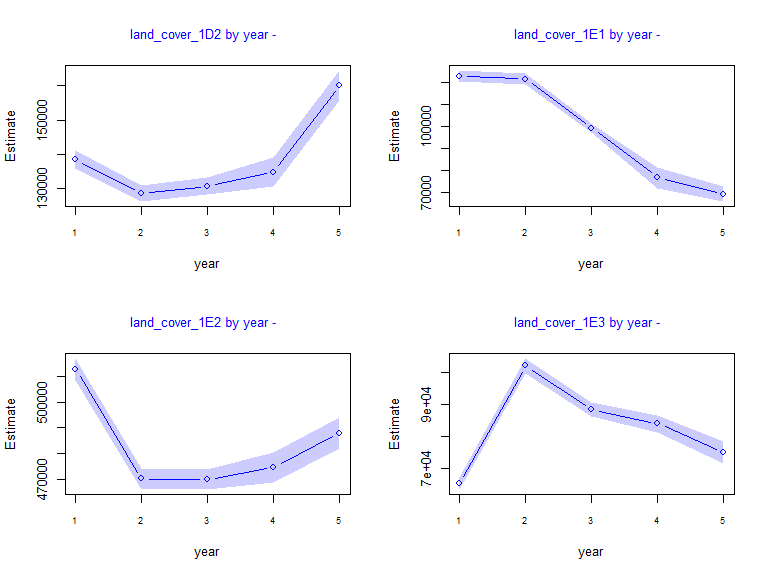 land_cover_1D2 by year -
Estimate
130000
150000
1
2
3
4
5
year
land_cover_1E1 by year -
Estimate
70000
100000
1
2
3
4
5
year
land_cover_1E2 by year -
Estimate
470000
500000
1
2
3
4
5
year
land_cover_1E3 by year -
Estimate
7e+04
9e+04
1
2
3
4
5
year